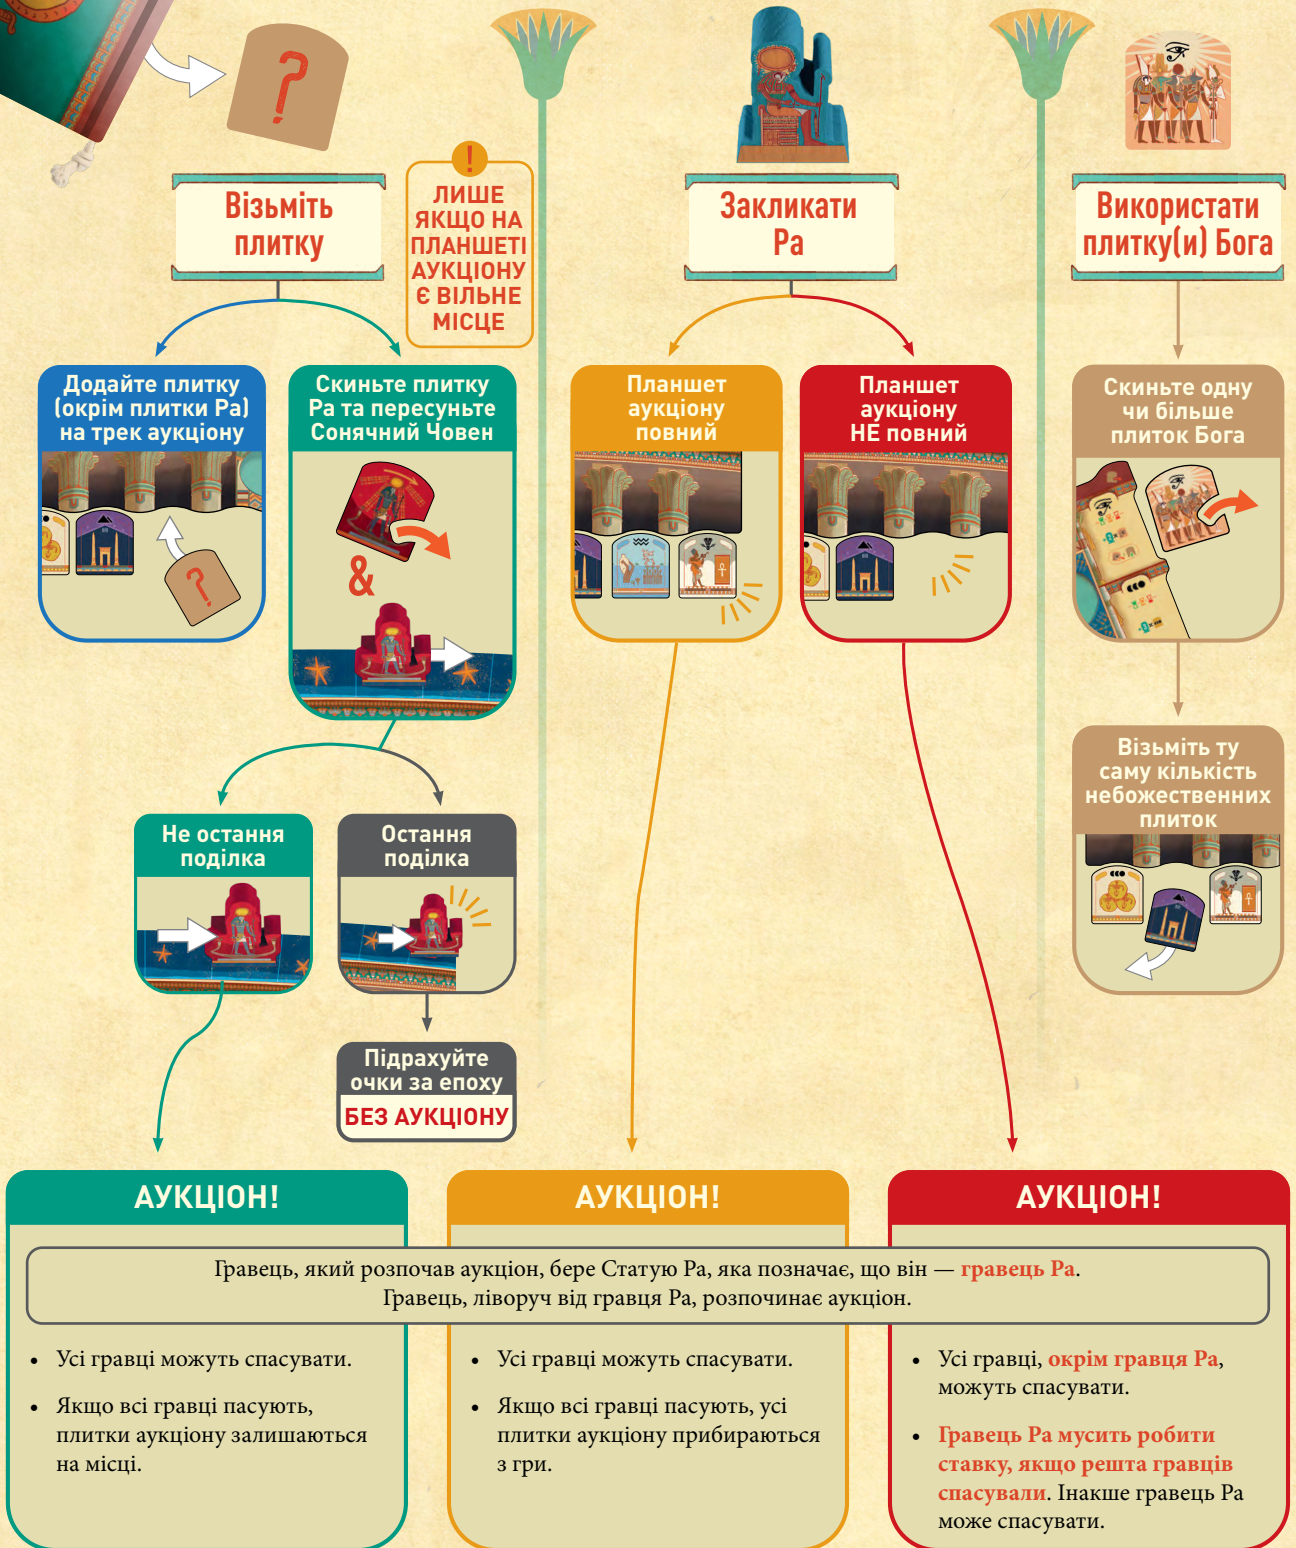 Візьміть
плитку
!
ЛИШЕ
ЯКЩО НА
ПЛАНШЕТІ
АУКЦІОНУ
Є ВІЛЬНЕ
МІСЦЕ
Закликати
Ра
Використати
плитку(и) Бога
Додайте плитку
(окрім плитки Ра)
на трек аукціону
Скиньте плитку
Ра та пересуньте
Сонячний Човен
&
Планшет
аукціону
повний
Планшет
аукціону
НЕ повний
Скиньте одну
чи більше
плиток Бога
Візьміть ту
саму кількість
небожественних
плиток
Не остання
поділка
Остання
поділка
Підрахуйте
очки за епоху
БЕЗ АУКЦІОНУ
АУКЦІОН!
АУКЦІОН!
АУКЦІОН!
Гравець, який розпочав аукціон, бере Статую Ра, яка позначає, що він — гравець Ра.
Гравець, ліворуч від гравця Ра, розпочинає аукціон.
• Усі гравці можуть спасувати.
• Якщо всі гравці пасують,
плитки аукціону залишаються
на місці.
• Усі гравці можуть спасувати.
• Якщо всі гравці пасують, усі
плитки аукціону прибираються
з гри.
• Усі гравці, окрім гравця Ра,
можуть спасувати.
• Гравець Ра мусить робити
ставку, якщо решта гравців
спасували. Інакше гравець Ра
може спасувати.